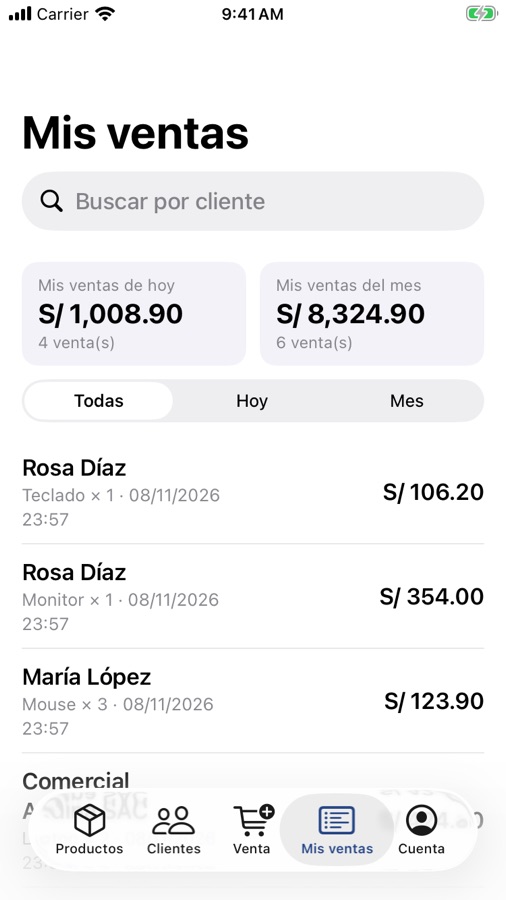 Carrier
9:41 AM
Mis ventas
Buscar por cliente
Mis ventas de hoy
S/ 1,008.90
4 venta(s)
Mis ventas del mes
S/ 8,324.90
6 venta(s)
Todas
Hoy
Mes
Rosa Díaz
Teclado × 1 · 08/11/2026
23:57
S/ 106.20
Rosa Díaz
Monitor × 1 · 08/11/2026
23:57
S/ 354.00
María López
Mouse × 3 · 08/11/2026
23:57
S/ 123.90
Comercial
Productos
Clientes
Venta
Mis ventas
Cuenta